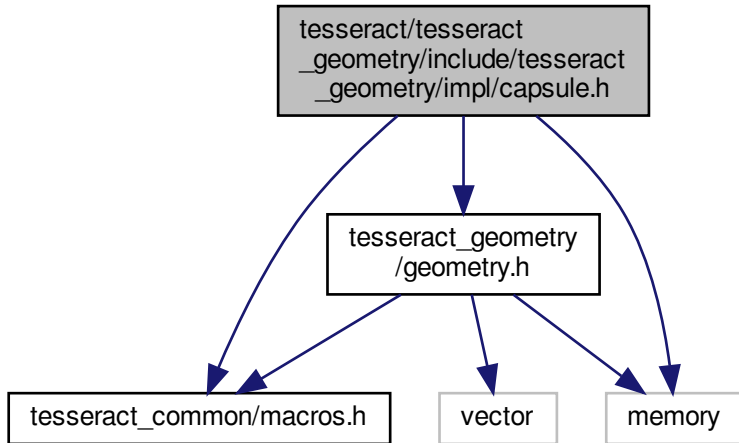 tesseract/tesseract
_geometry/include/tesseract
_geometry/impl/capsule.h
tesseract_geometry
/geometry.h
tesseract_common/macros.h
vector
memory